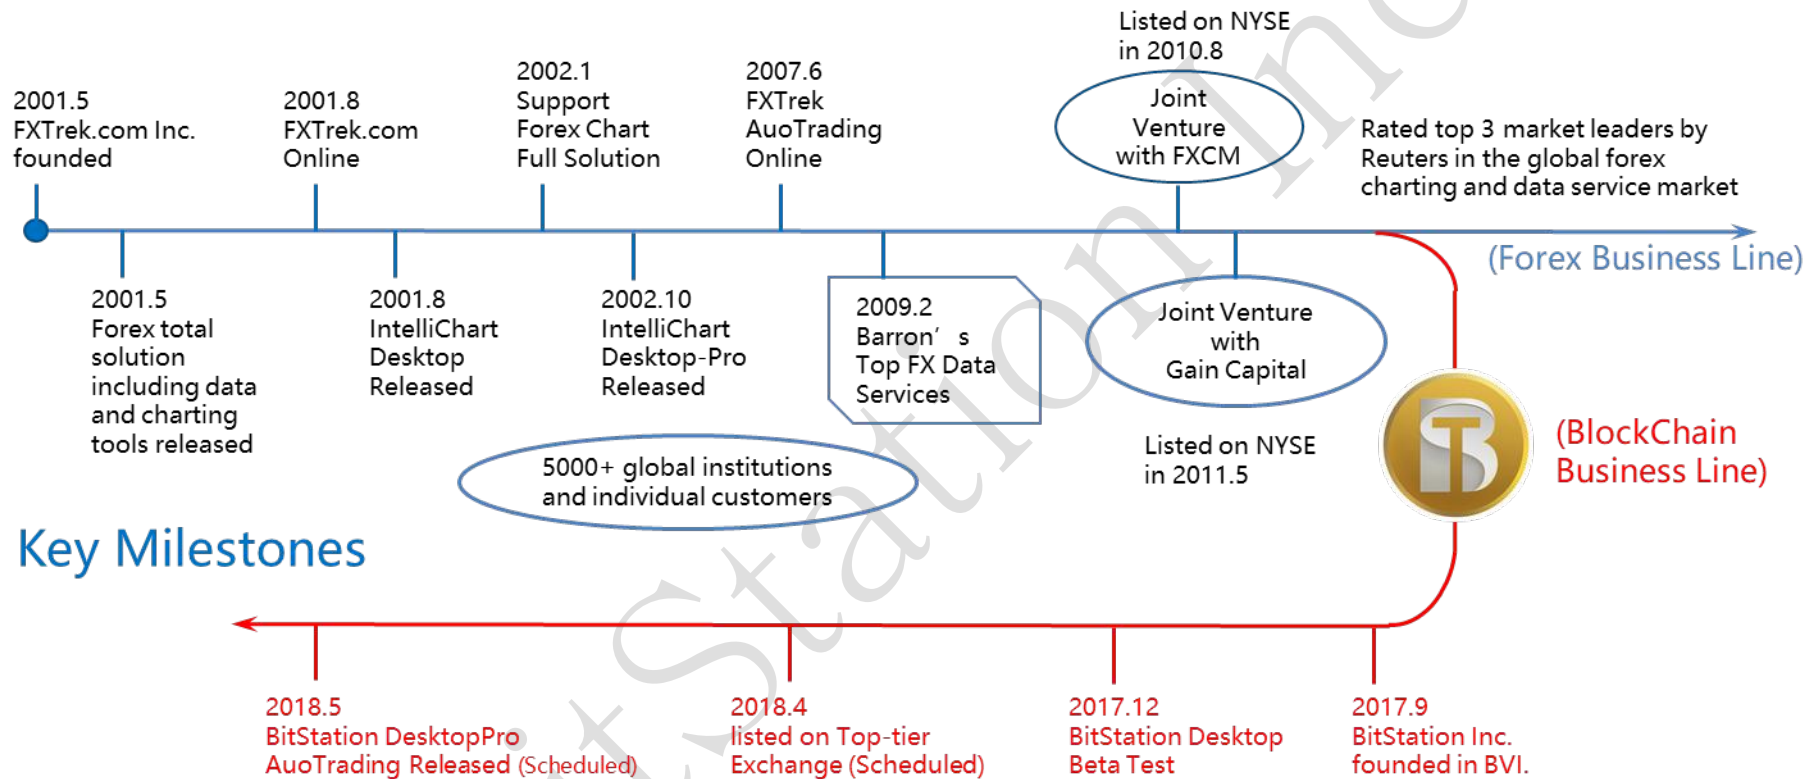 Listed on NYSE
in 2010.8
2001.5
FXTrek.com Inc.
founded
2001.8
FXTrek.com
Online
2002.1
Support
Forex Chart
Full Solution
2007.6
FXTrek
AuoTrading
Online
Joint
Venture
with FXCM
Rated top 3 market leaders by
Reuters in the global forex
charting and data service market
(Forex Business Line)
2001.5
Forex total
solution
including data
and charting
tools released
2001.8
IntelliChart
Desktop
Released
2002.10
IntelliChart
Desktop-Pro
Released
2009.2
Barron’ s
Top FX Data
Services
Joint Venture
with
Gain Capital
Listed on NYSE
in 2011.5
5000+ global institutions
and individual customers
(BlockChain
Business Line)
Key Milestones
2018.5
BitStation DesktopPro
AuoTrading Released (Scheduled)
2018.4
listed on Top-tier
Exchange (Scheduled)
2017.12
BitStation Desktop
Beta Test
2017.9
BitStation Inc.
founded in BVI.
itStation Inc